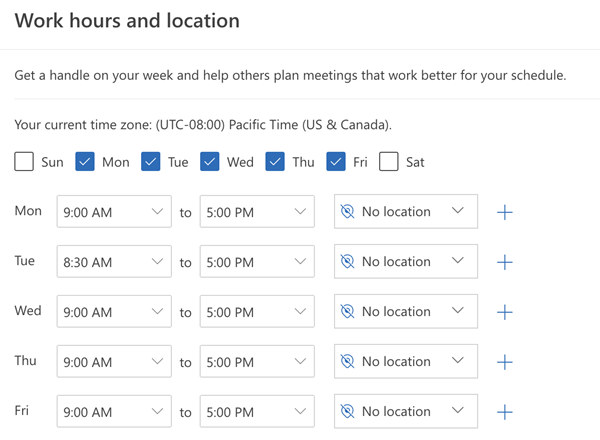 Work hours and location
Get a handle on your week and help others plan meetings that work better for your schedule.
Your current time zone: (UTC-08:00) Pacific Time (US & Canada).
Sun Mon Tue Wed Thu Fri Sat
Mon 9:00 AM to 5:00 PM No location
Tue 8:30 AM to 5:00 PM No location
Wed 9:00 AM to 5:00 PM No location
Thu 9:00 AM to 5:00 PM No location
Fri 9:00 AM to 5:00 PM No location